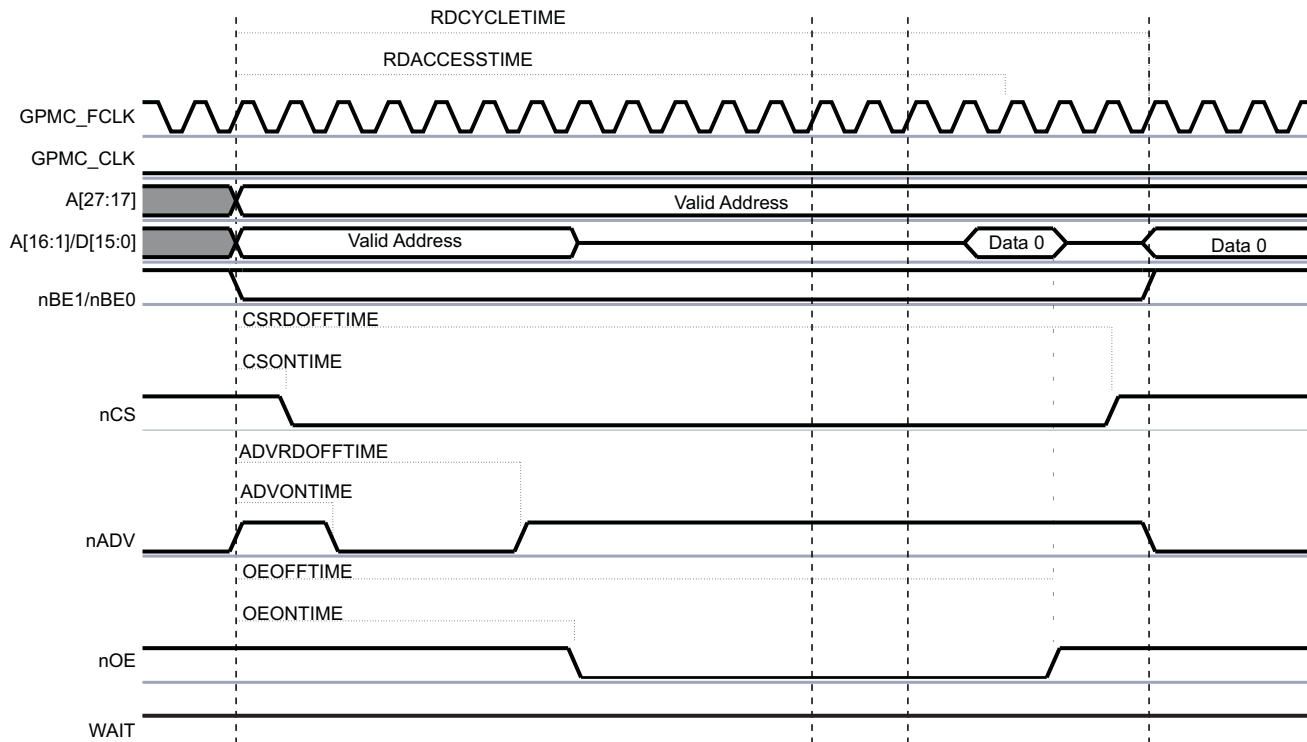 RDCYCLETIME
RDACCESSTIME
GPMC_FCLK
GPMC_CLK
A[27:17]
Valid Address
A[16:1]/D[15:0]
Valid Address
Data 0
Data 0
nBE1/nBE0
CSRDOFFTIME
CSONTIME
nCS
ADVRDOFFTIME
ADVONTIME
nADV
OEOFFTIME
OEONTIME
nOE
WAIT